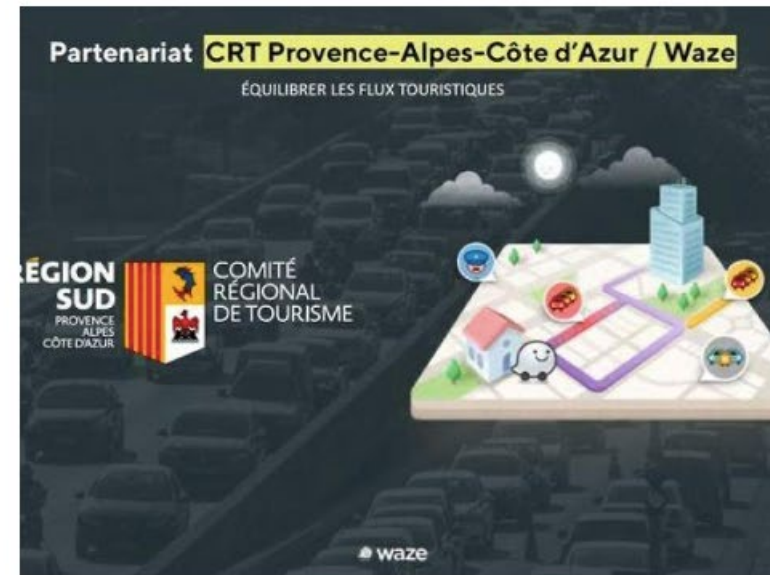 Partenariat CRT Provence-Alpes-Côte d'Azur / Waze
ÉQUILIBRER LES FLUX TOURISTIQUES
RÉGION
SUD
PROVENCE
ALPES
CÔTE D'AZUR
COMITÉ
RÉGIONAL
DE TOURISME
waze